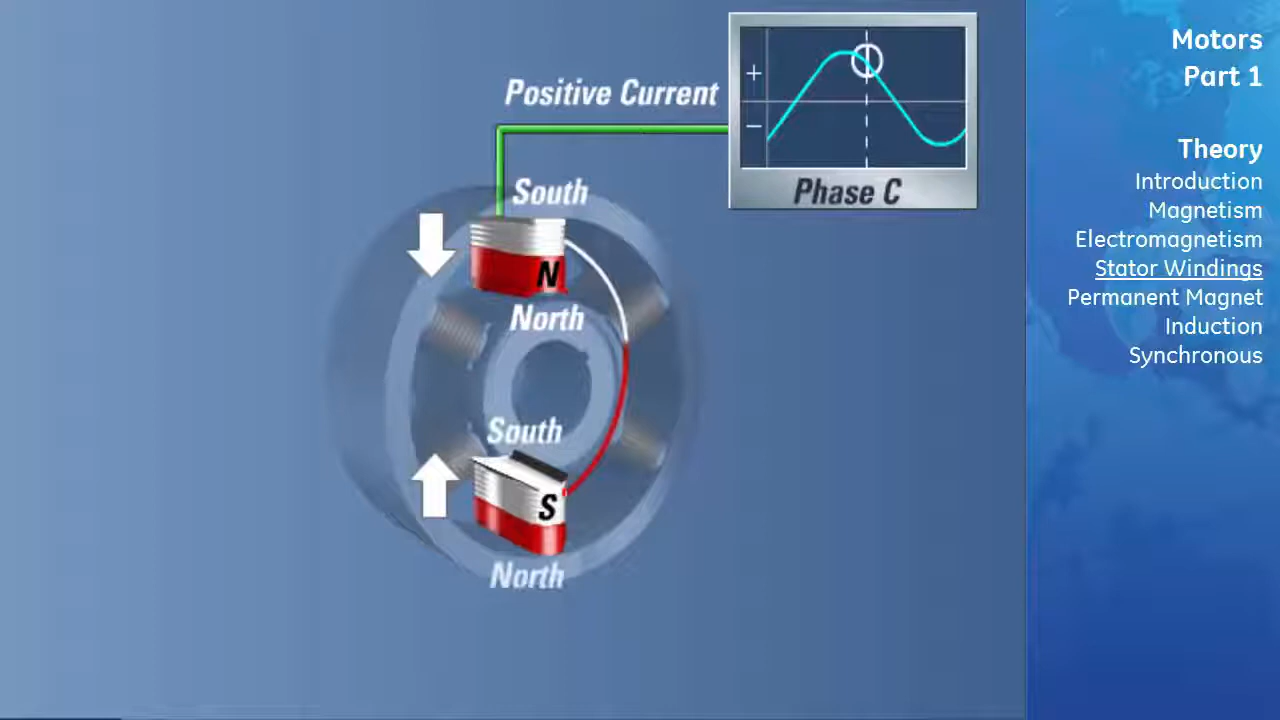 Positive Current
+
−
Phase C
South
N
North
South
S
North
Motors
Part 1
Theory
Introduction
Magnetism
Electromagnetism
Stator Windings
Permanent Magnet
Induction
Synchronous